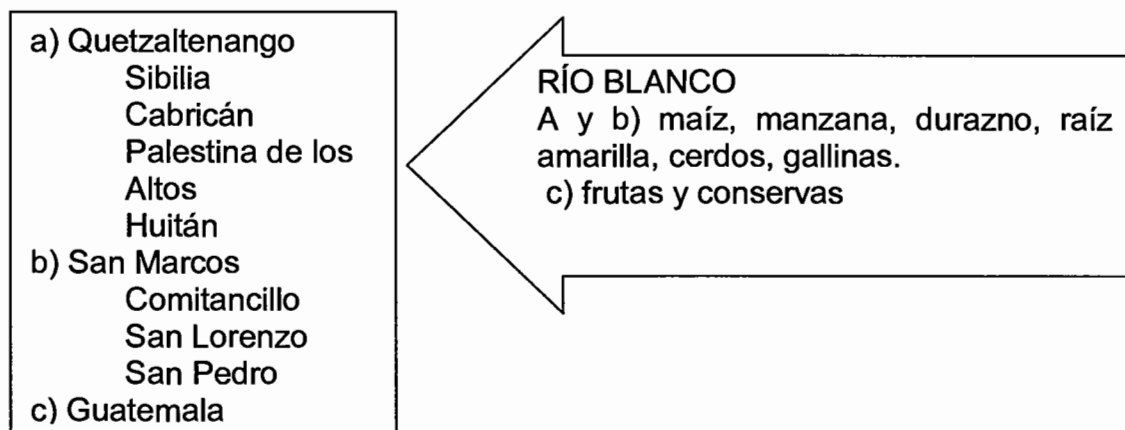 a) Quetzaltenango
Sibilia
Cabricán
Palestina de los
Altos
Huitán
b) San Marcos
Comitancillo
San Lorenzo
San Pedro
c) Guatemala
RÍO BLANCO
A y b) maíz, manzana, durazno, raíz
amarilla, cerdos, gallinas.
c) frutas y conservas